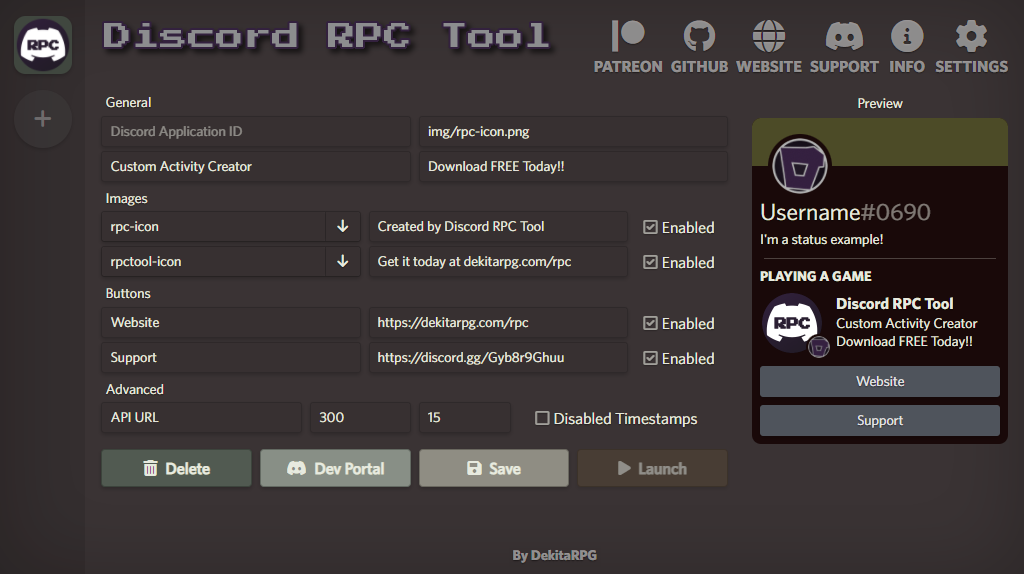 RPC
Discord RPC Tool
PATREON GITHUB WEBSITE SUPPORT INFO SETTINGS
+
General
Discord Application ID
img/rpc-icon.png
Custom Activity Creator
Download FREE Today!!
Images
rpc-icon
Created by Discord RPC Tool
Enabled
rpctool-icon
Get it today at dekitarpg.com/rpc
Enabled
Buttons
Website
https://dekitarpg.com/rpc
Enabled
Support
https://discord.gg/Gyb8r9Ghuu
Enabled
Advanced
API URL
300
15
Disabled Timestamps
Delete
Dev Portal
Save
Launch
Preview
Username#0690
I'm a status example!
PLAYING A GAME
RPC
Discord RPC Tool
Custom Activity Creator
Download FREE Today!!
Website
Support
By DekitaRPG